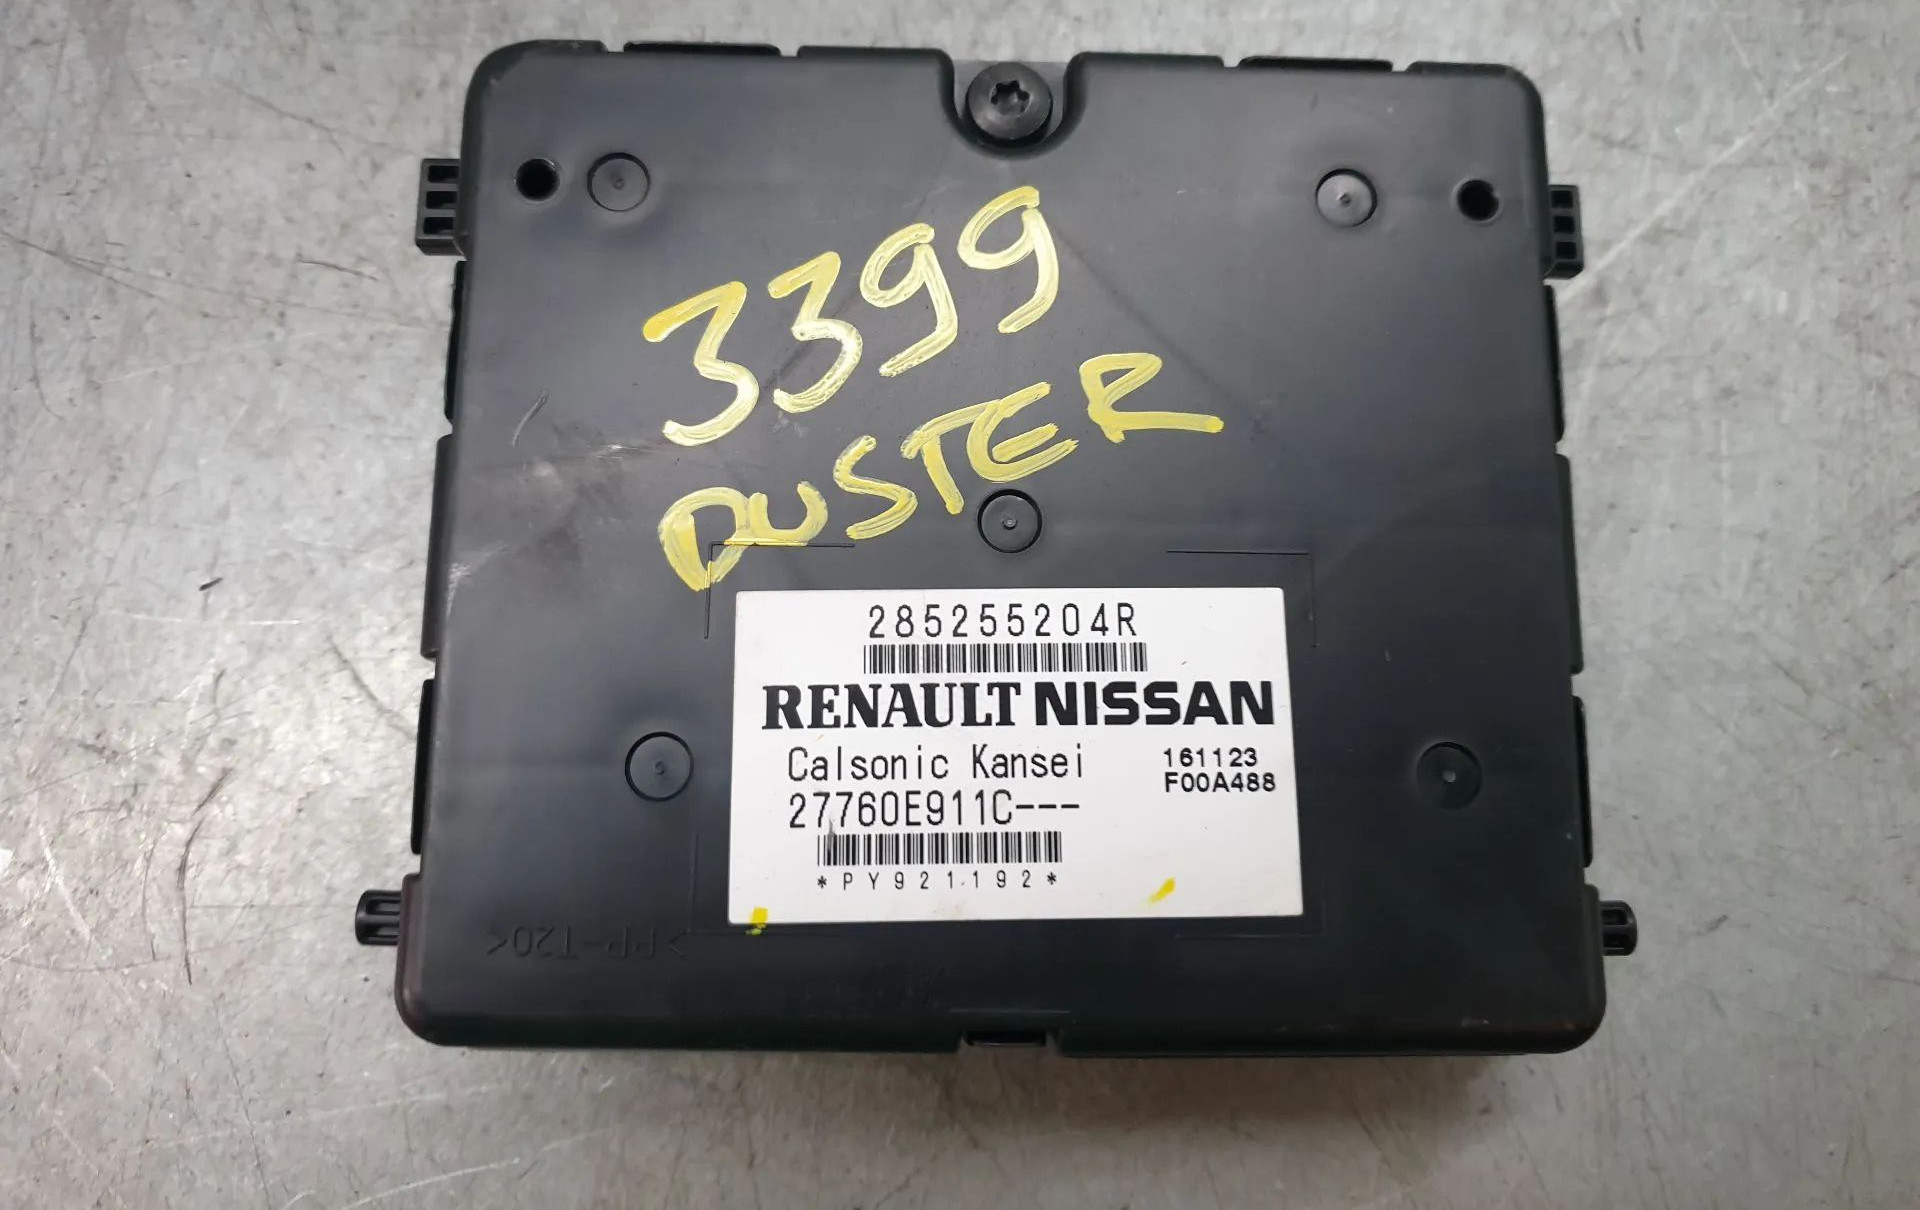 3399
DUSTER
285255204R
RENAULT NISSAN
Calsonic Kansei
161123
F00A488
27760E911C---
*PY921192*
>PP-T20<